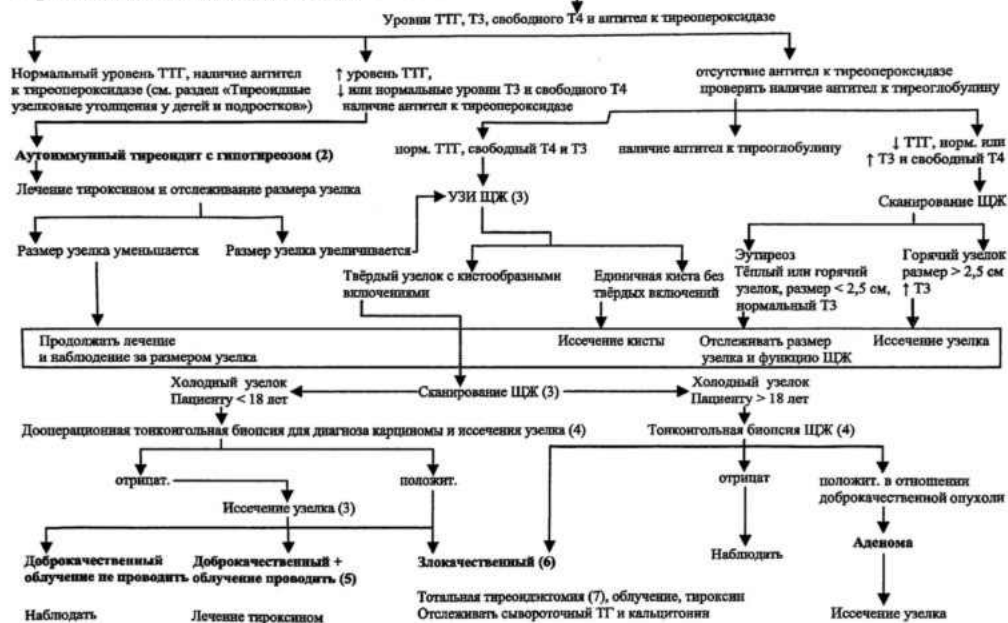 Уровни ТТГ, Т3, свободного Т4 и антител к тиреопероксидазе
Нормальный уровень ТТГ, наличие антител
к тиреопероксидазе (см. раздел «Тиреоидные
узелковые утолщения у детей и подростков»)
↑ уровень ТТГ,
↓ или нормальные уровни Т3 и свободного Т4
наличие антител к тиреопероксидазе
отсутствие антител к тиреопероксидазе
проверить наличие антител к тиреоглобулину
Аутоиммунный тиреоидит с гипотиреозом (2)
норм. ТТГ, свободный Т4 и Т3
наличие антител к тиреоглобулину
↓ ТТГ, норм. или
↑ Т3 и свободный Т4
Лечение тироксином и отслеживание размера узелка
УЗИ ЩЖ (3)
Сканирование ЩЖ
Размер узелка уменьшается
Размер узелка увеличивается
Твёрдый узелок с кистообразными
включениями
Единичная киста без
твёрдых включений
Эутиреоз
Тёплый или горячий
узелок, размер < 2,5 см,
нормальный Т3
Горячий узелок
размер > 2,5 см
↑ Т3
Продолжить лечение
и наблюдение за размером узелка
Иссечение кисты
Отслеживать размер
узелка и функцию ЩЖ
Иссечение узелка
Холодный узелок
Пациенту < 18 лет
Сканирование ЩЖ (3)
Холодный узелок
Пациенту > 18 лет
Дооперационная тонкоигольная биопсия для диагноза карциномы и иссечения узелка (4)
Тонкоигольная биопсия ЩЖ (4)
отрицат.
положит.
отрицат
положит. в отношении
доброкачественной опухоли
Иссечение узелка (3)
Доброкачественный
облучение не проводить
Доброкачественный +
облучение проводить (5)
Злокачественный (6)
Наблюдать
Аденома
Наблюдать
Лечение тироксином
Тотальная тиреоидэктомия (7), облучение, тироксин
Отслеживать сывороточный ТГ и кальцитонин
Иссечение узелка